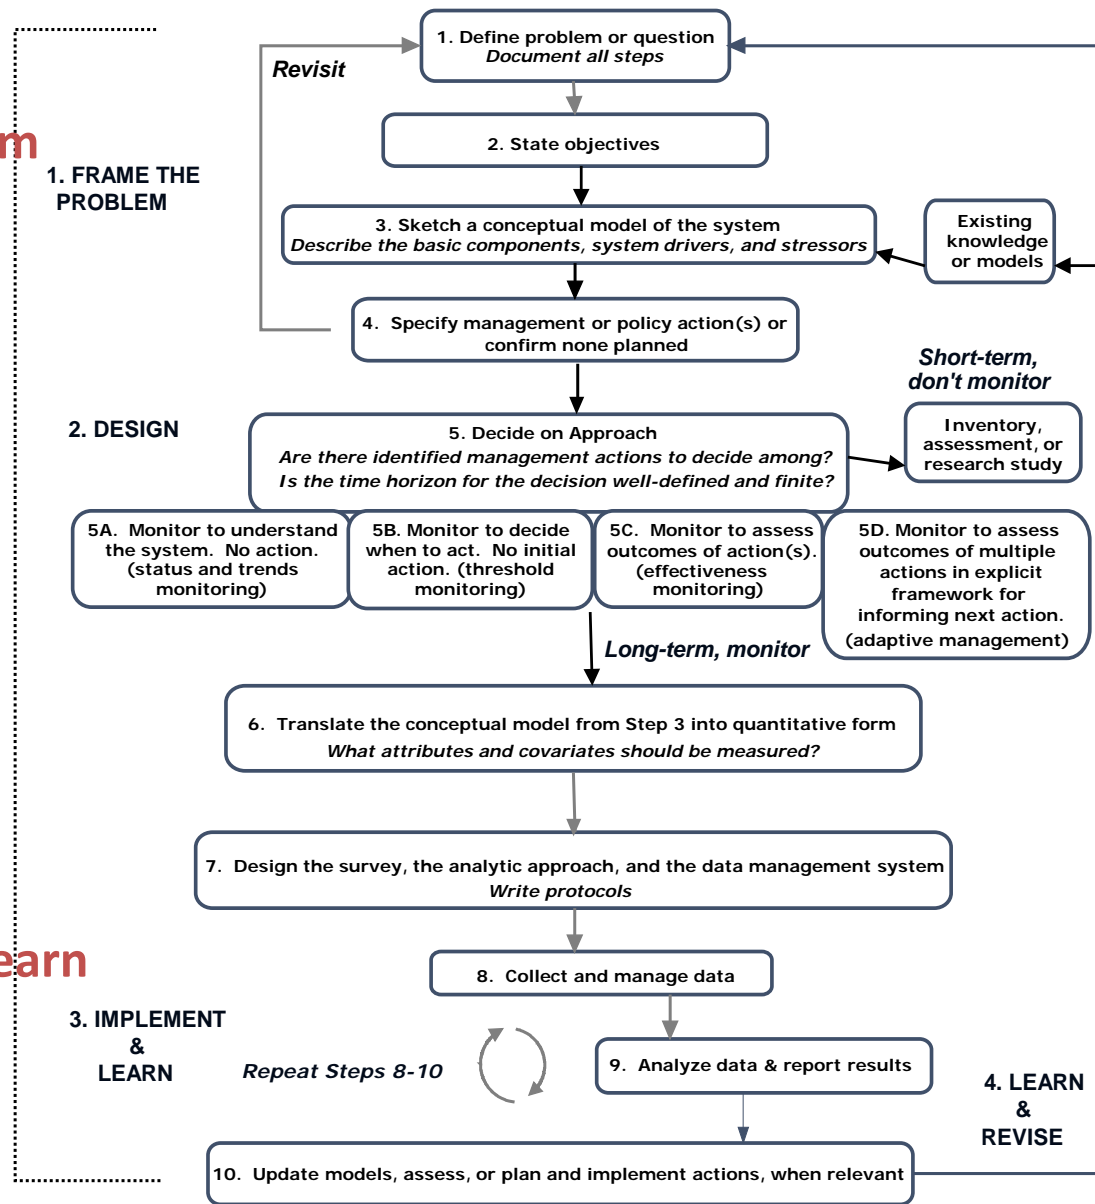 1. Define problem or question
Document all steps
Revisit
m
2. State objectives
1. FRAME THE
PROBLEM
3. Sketch a conceptual model of the system
Describe the basic components, system drivers, and stressors
Existing
knowledge
or models
4. Specify management or policy action(s) or
confirm none planned
Short-term,
don't monitor
2. DESIGN
5. Decide on Approach
Are there identified management actions to decide among?
Is the time horizon for the decision well-defined and finite?
Inventory,
assessment, or
research study
5A. Monitor to understand
the system. No action.
(status and trends
monitoring)
5B. Monitor to decide
when to act. No initial
action. (threshold
monitoring)
5C. Monitor to assess
outcomes of action(s).
(effectiveness
monitoring)
5D. Monitor to assess
outcomes of multiple
actions in explicit
framework for
informing next action.
(adaptive management)
Long-term, monitor
6. Translate the conceptual model from Step 3 into quantitative form
What attributes and covariates should be measured?
7. Design the survey, the analytic approach, and the data management system
Write protocols
earn
8. Collect and manage data
3. IMPLEMENT
&
LEARN
Repeat Steps 8-10
9. Analyze data & report results
4. LEARN
&
REVISE
10. Update models, assess, or plan and implement actions, when relevant